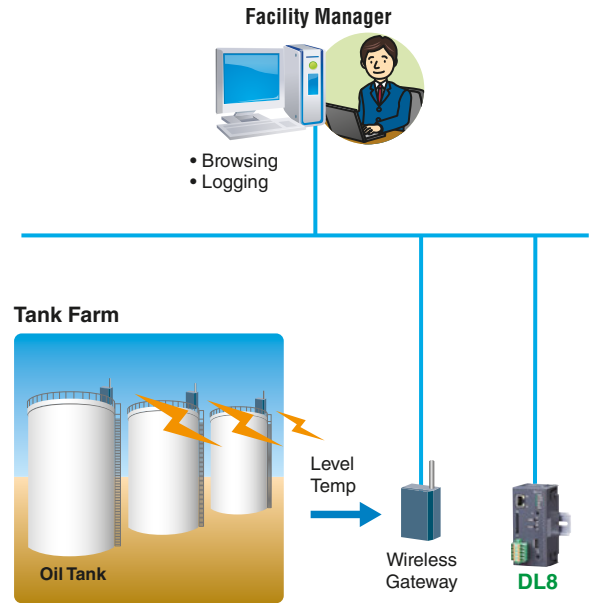 Facility Manager
• Browsing
• Logging
Tank Farm
Level
Temp
Oil Tank
Wireless
Gateway
DL8